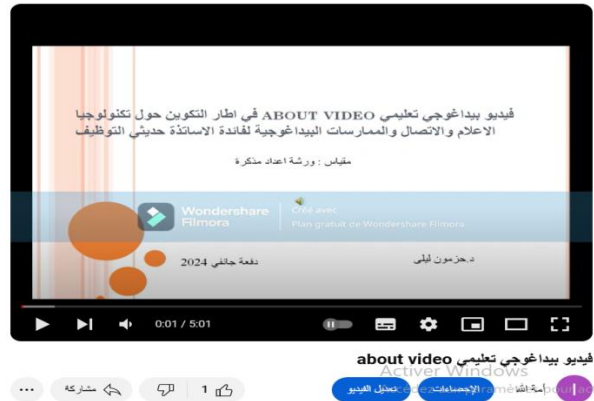 فيديو بيداغوجي تعليمي ABOUT VIDEO في اطار التكوين حول تكنولوجيا
الاعلام والاتصال والممارسات البيداغوجية لفائدة الاساتذة حديثي التوظيف
مقياس : ورشة اعداد مذكرة
Wondershare
Filmora
Créé avec
Plan gratuit de Wondershare Filmora
د.حزمون ليلى
دفعة جانفي 2024
0:01 / 5:01
فيديو بيداغوجي تعليمي about video
Activer Windows
أمة الله
الإحصاءات
تعديل الفيديو
1
مشاركة